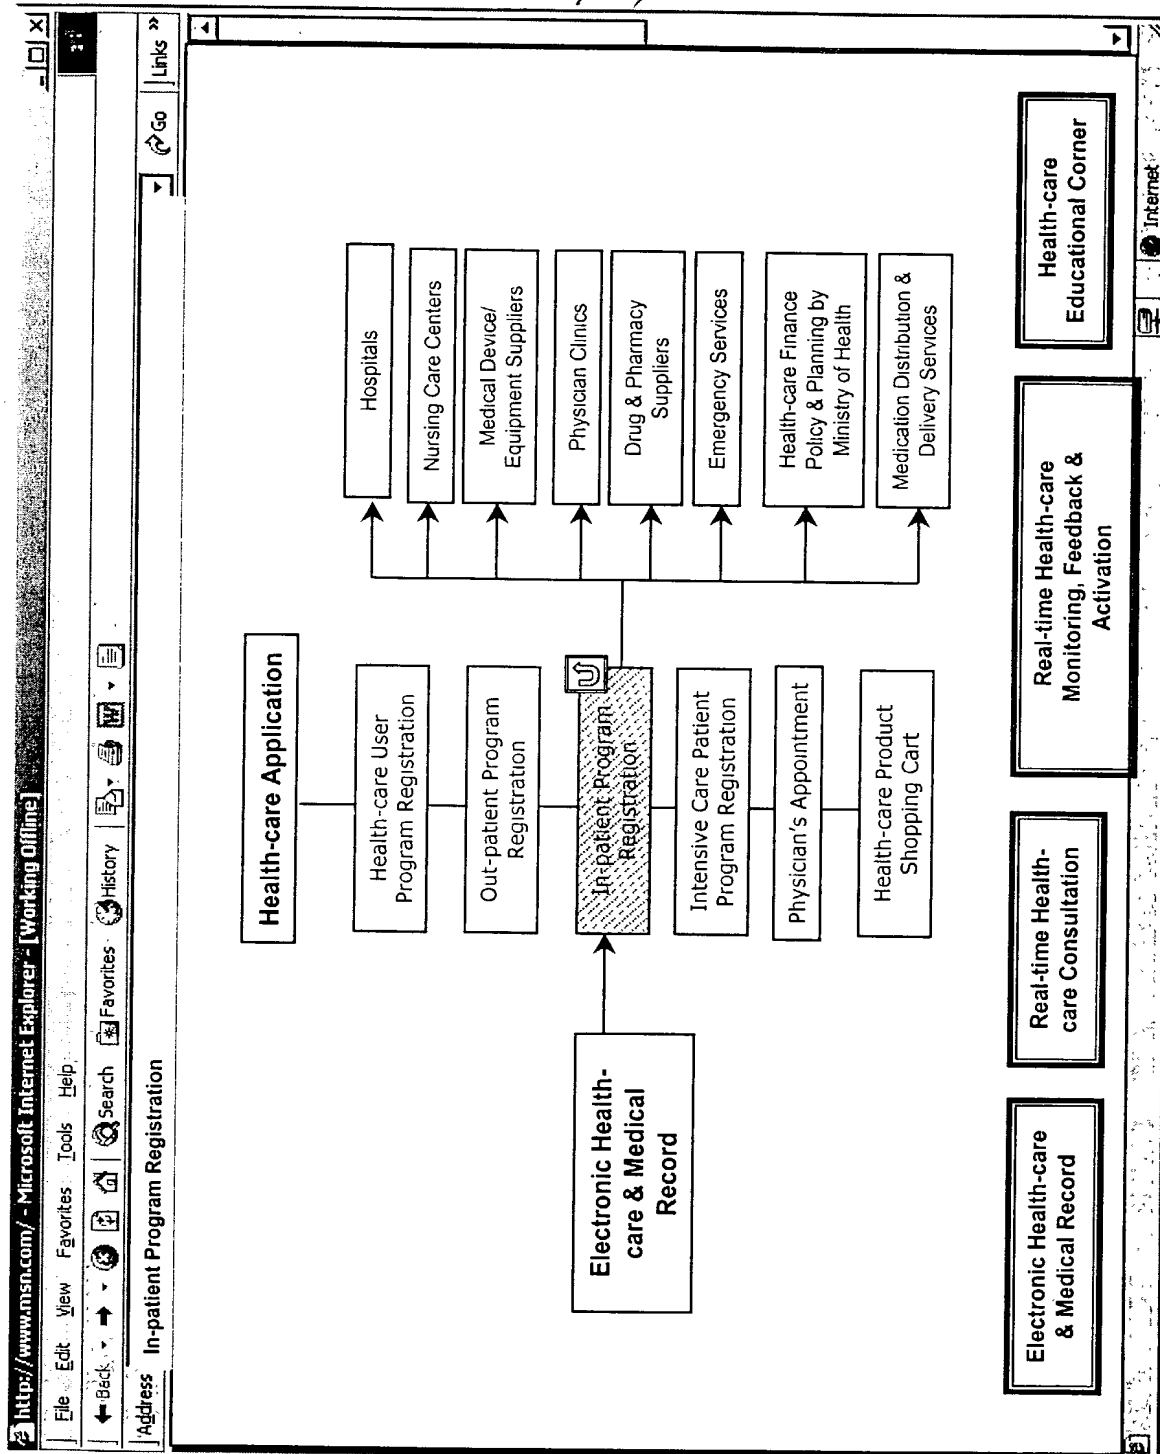 http://www.msn.com/ - Microsoft Internet Explorer - [Working Offline]
File Edit View Favorites Tools Help
Back Search Favorites History
Address In-patient Program Registration Go Links »
Health-care Application
Health-care User
Program Registration
Out-patient Program
Registration
In-patient Program
Registration
Intensive Care Patient
Program Registration
Physician's Appointment
Health-care Product
Shopping Cart
Electronic Health-
care & Medical
Record
Hospitals
Nursing Care Centers
Medical Device/
Equipment Suppliers
Physician Clinics
Drug & Pharmacy
Suppliers
Emergency Services
Health-care Finance
Policy & Planning by
Ministry of Health
Medication Distribution &
Delivery Services
Electronic Health-care
& Medical Record
Real-time Health-
care Consultation
Real-time Health-care
Monitoring, Feedback &
Activation
Health-care
Educational Corner
Internet